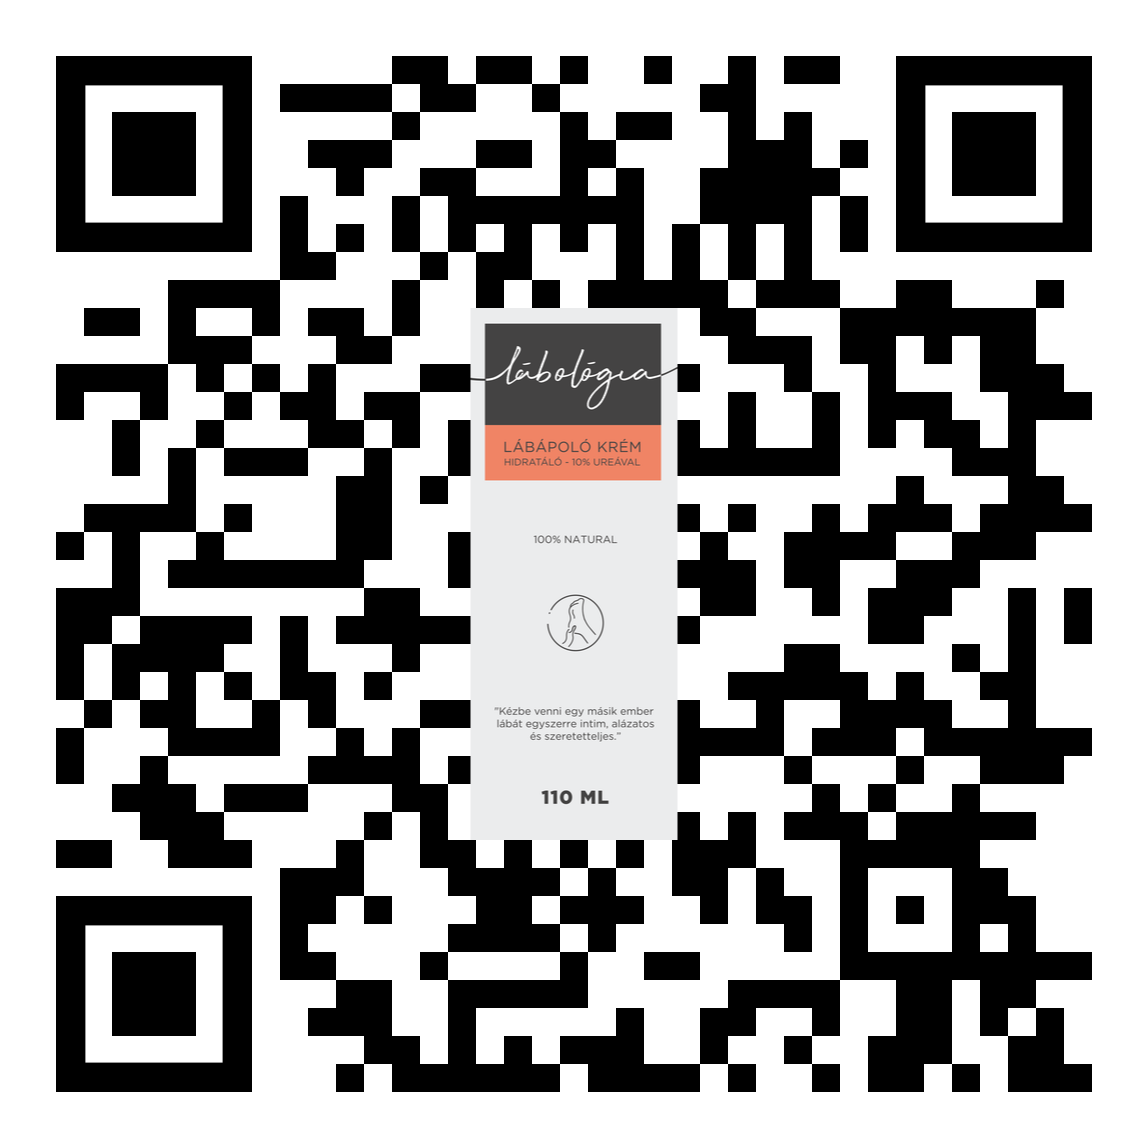 lábológia
LÁBÁPOLÓ KRÉM
HIDRATÁLÓ - 10% UREÁVAL
100% NATURAL
"Kézbe venni egy másik ember
lábát egyszerre intim, alázatos
és szeretetteljes."
110 ML